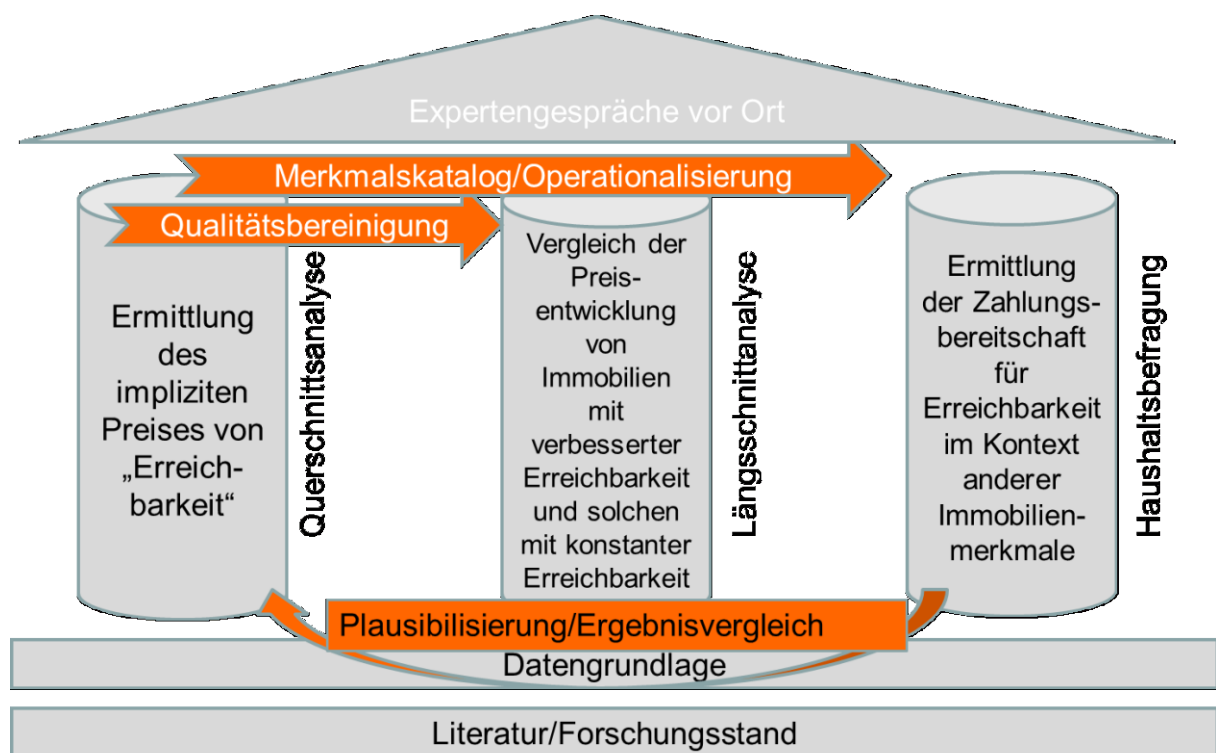 Expertengespräche vor Ort
Merkmalskatalog/Operationalisierung
Qualitätsbereinigung
Ermittlung
des
impliziten
Preises von
„Erreich-
barkeit“
Querschnittsanalyse
Vergleich der
Preis-
entwicklung
von
Immobilien
mit
verbesserter
Erreichbarkeit
und solchen
mit konstanter
Erreichbarkeit
Längsschnittanalyse
Ermittlung
der Zahlungs-
bereitschaft
für
Erreichbarkeit
im Kontext
anderer
Immobilien-
merkmale
Haushaltsbefragung
Plausibilisierung/Ergebnisvergleich
Datengrundlage
Literatur/Forschungsstand